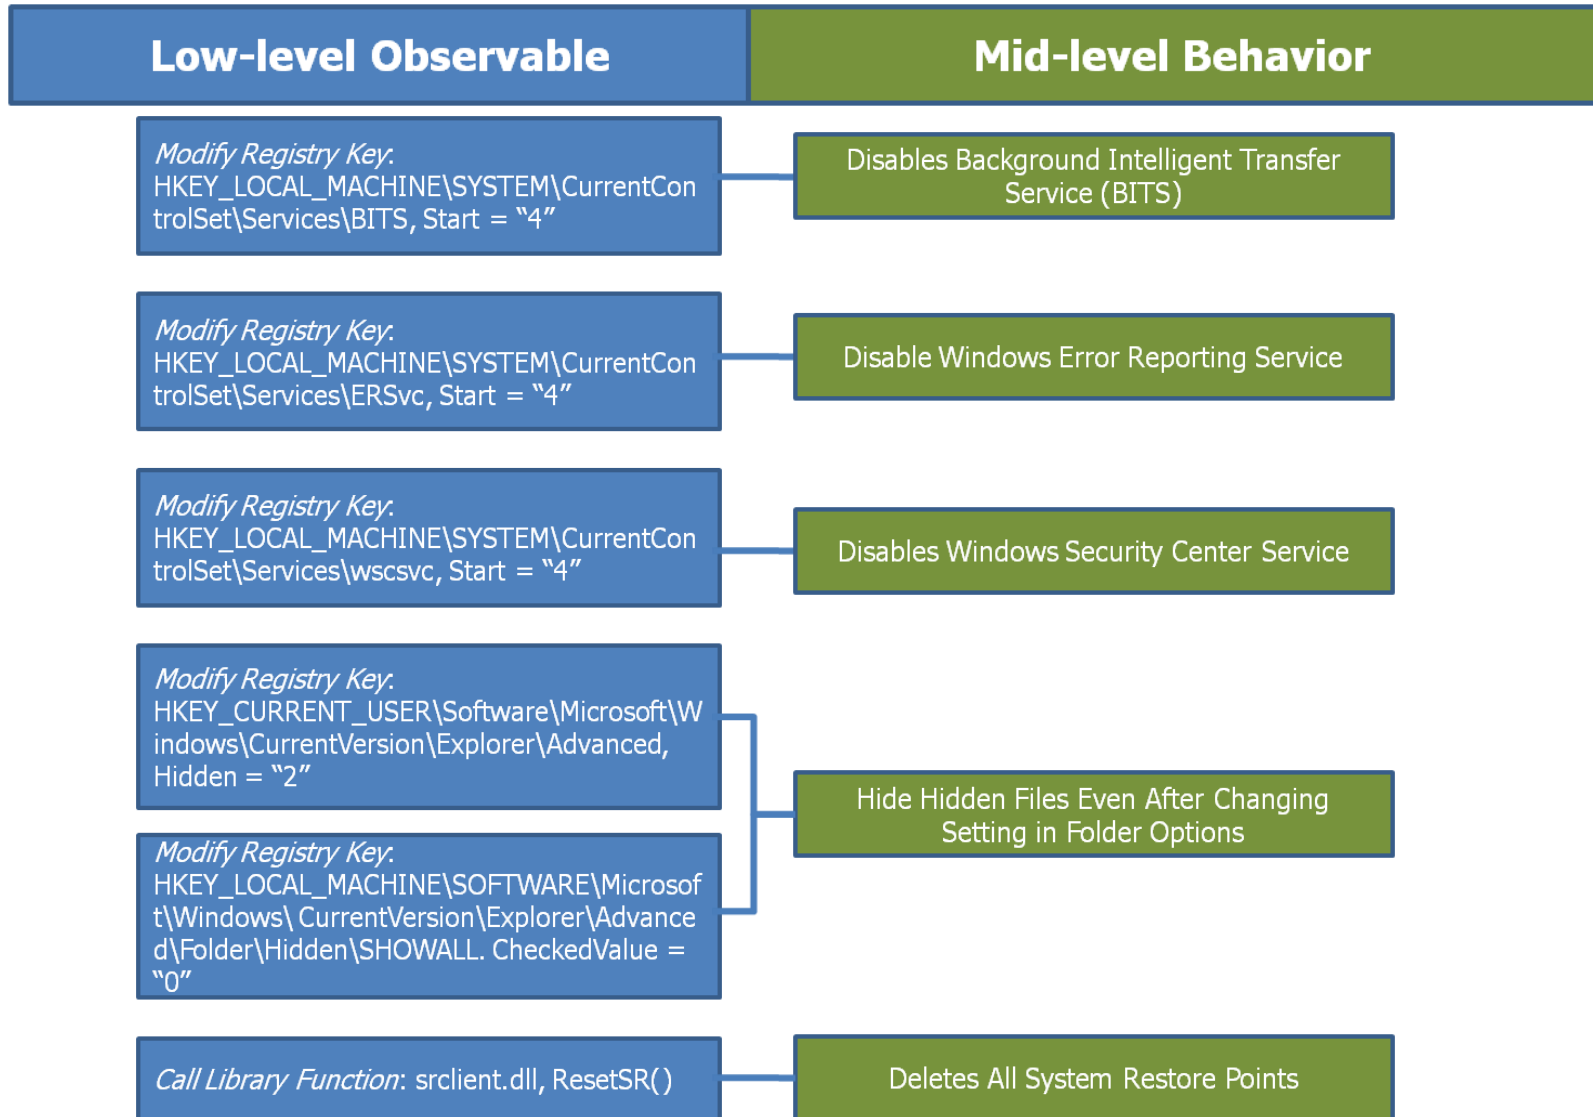 Low-level Observable
Mid-level Behavior
Modify Registry Key:
HKEY_LOCAL_MACHINE\SYSTEM\CurrentCon
trolSet\Services\BITS, Start = “4”
Disables Background Intelligent Transfer
Service (BITS)
Modify Registry Key:
HKEY_LOCAL_MACHINE\SYSTEM\CurrentCon
trolSet\Services\ERSvc, Start = “4”
Disable Windows Error Reporting Service
Modify Registry Key:
HKEY_LOCAL_MACHINE\SYSTEM\CurrentCon
trolSet\Services\wscsvc, Start = “4”
Disables Windows Security Center Service
Modify Registry Key:
HKEY_CURRENT_USER\Software\Microsoft\W
indows\CurrentVersion\Explorer\Advanced,
Hidden = “2”
Modify Registry Key:
HKEY_LOCAL_MACHINE\SOFTWARE\Microsof
t\Windows\ CurrentVersion\Explorer\Advance
d\Folder\Hidden\SHOWALL. CheckedValue =
“0”
Hide Hidden Files Even After Changing
Setting in Folder Options
Call Library Function: srclient.dll, ResetSR()
Deletes All System Restore Points